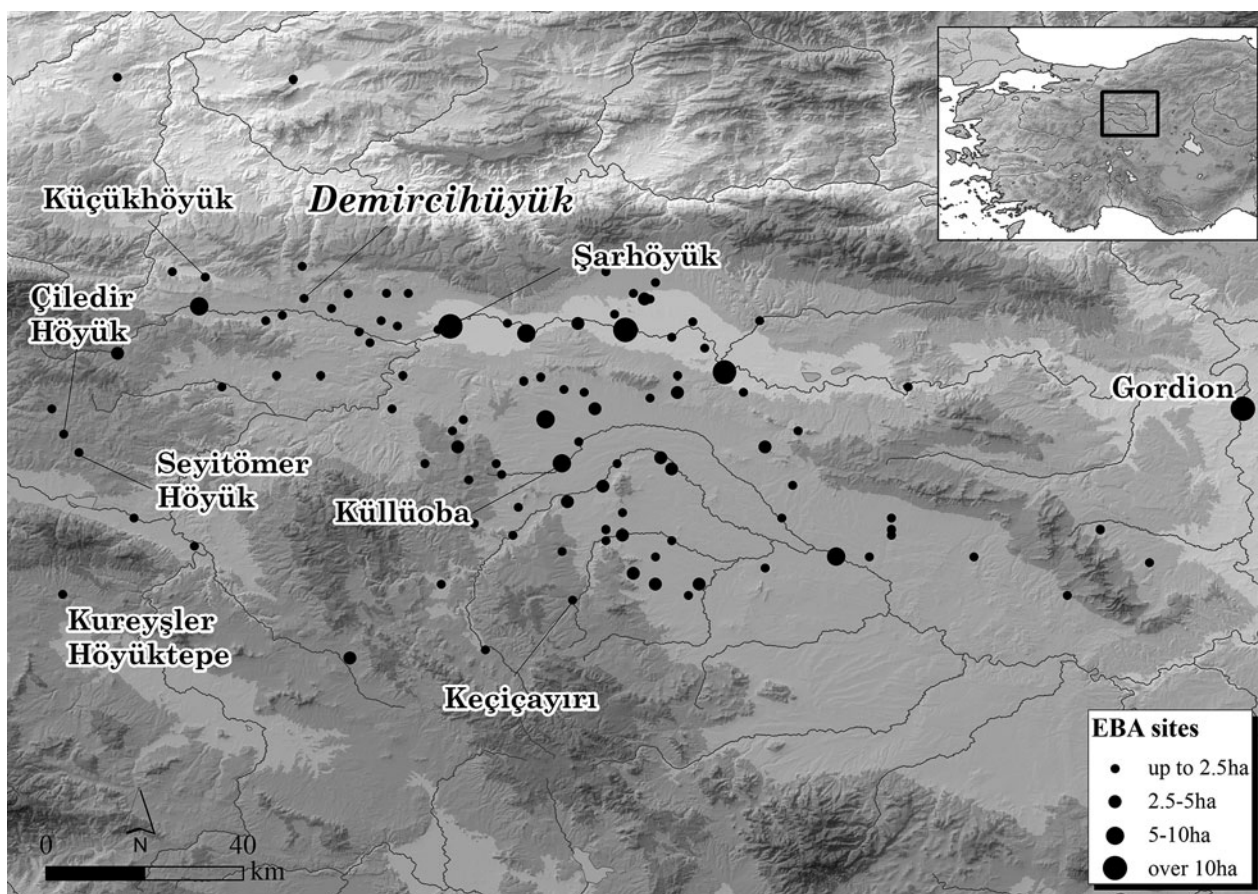 Küçükhöyük
Demircihüyük
Şarhöyük
Çiledir
Höyük
Gordion
Seyitömer
Höyük
Küllüoba
Kureyşler
Höyüktepe
Keçiçayırı
EBA sites
up to 2.5ha
2.5-5ha
5-10ha
over 10ha
0 N 40
km